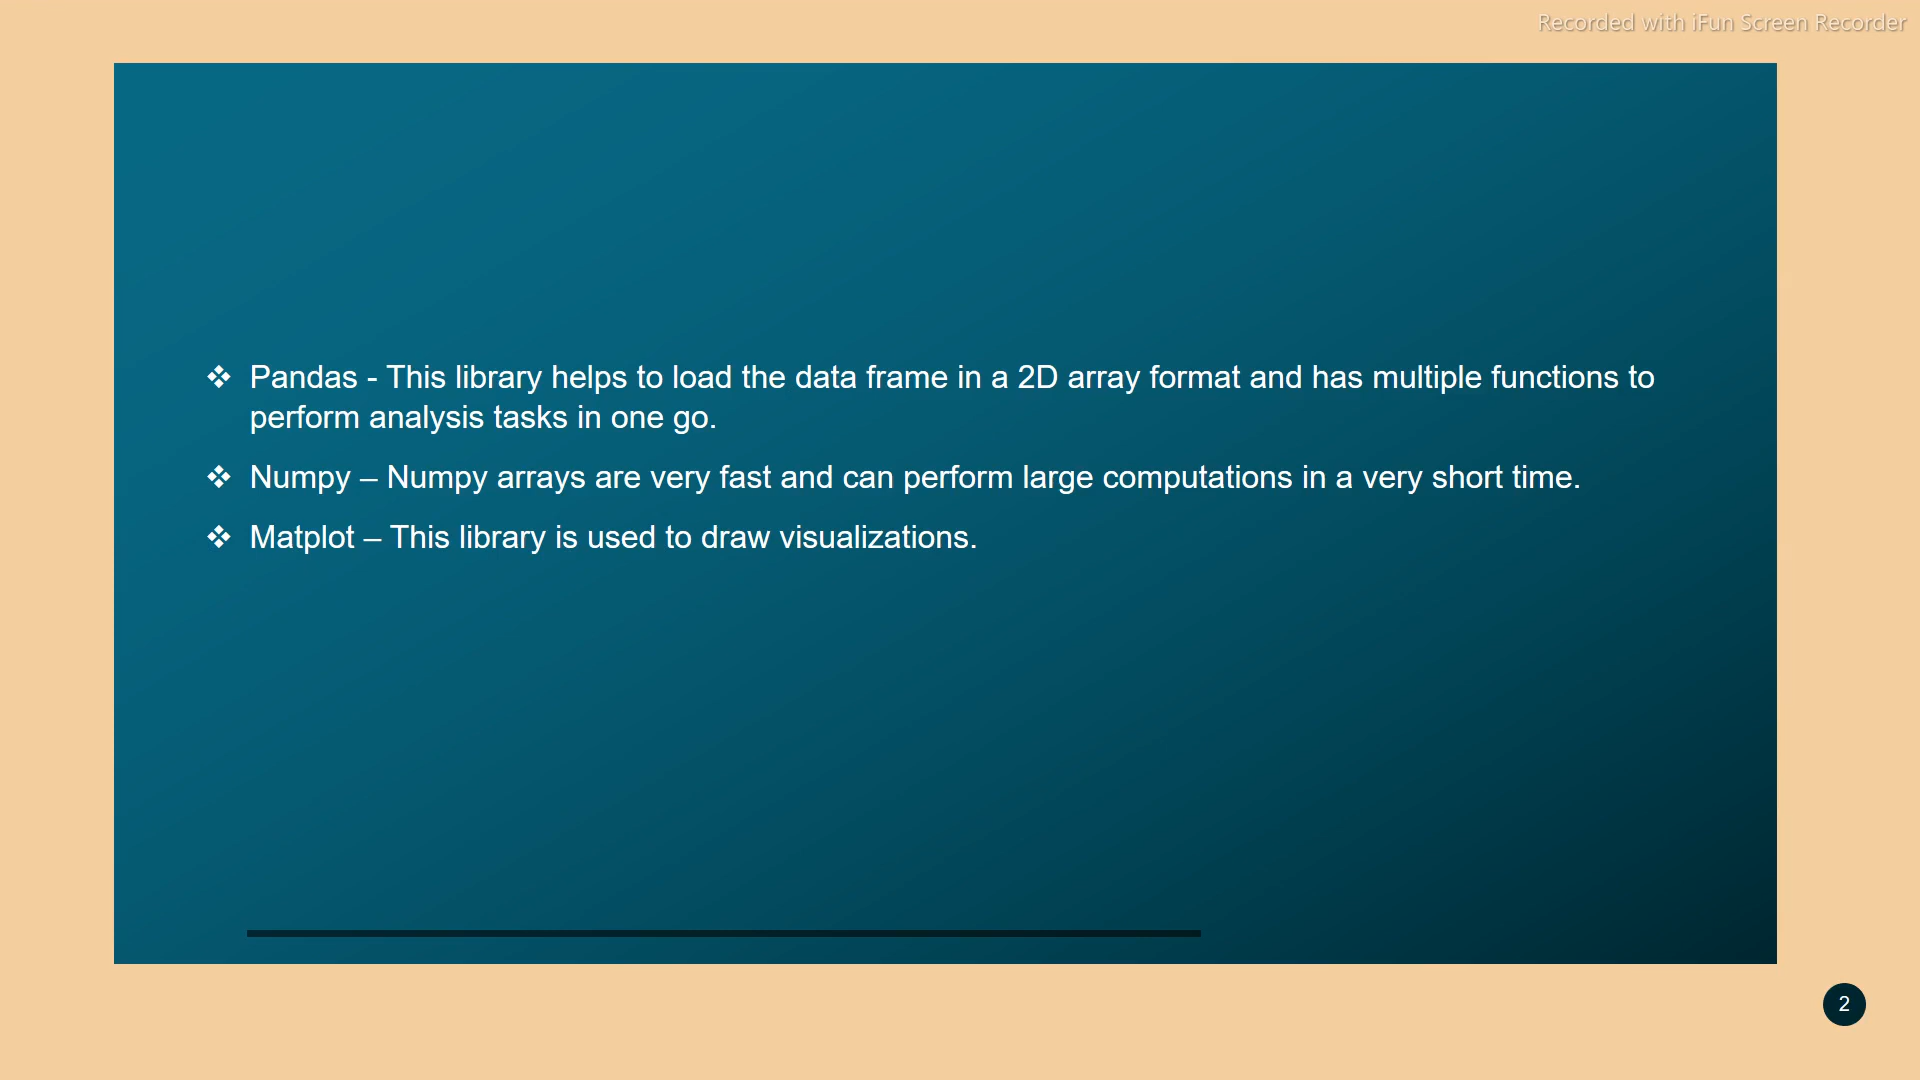 Recorded with iFun Screen Recorder
❖ Pandas - This library helps to load the data frame in a 2D array format and has multiple functions to
perform analysis tasks in one go.
❖ Numpy – Numpy arrays are very fast and can perform large computations in a very short time.
❖ Matplot – This library is used to draw visualizations.
2